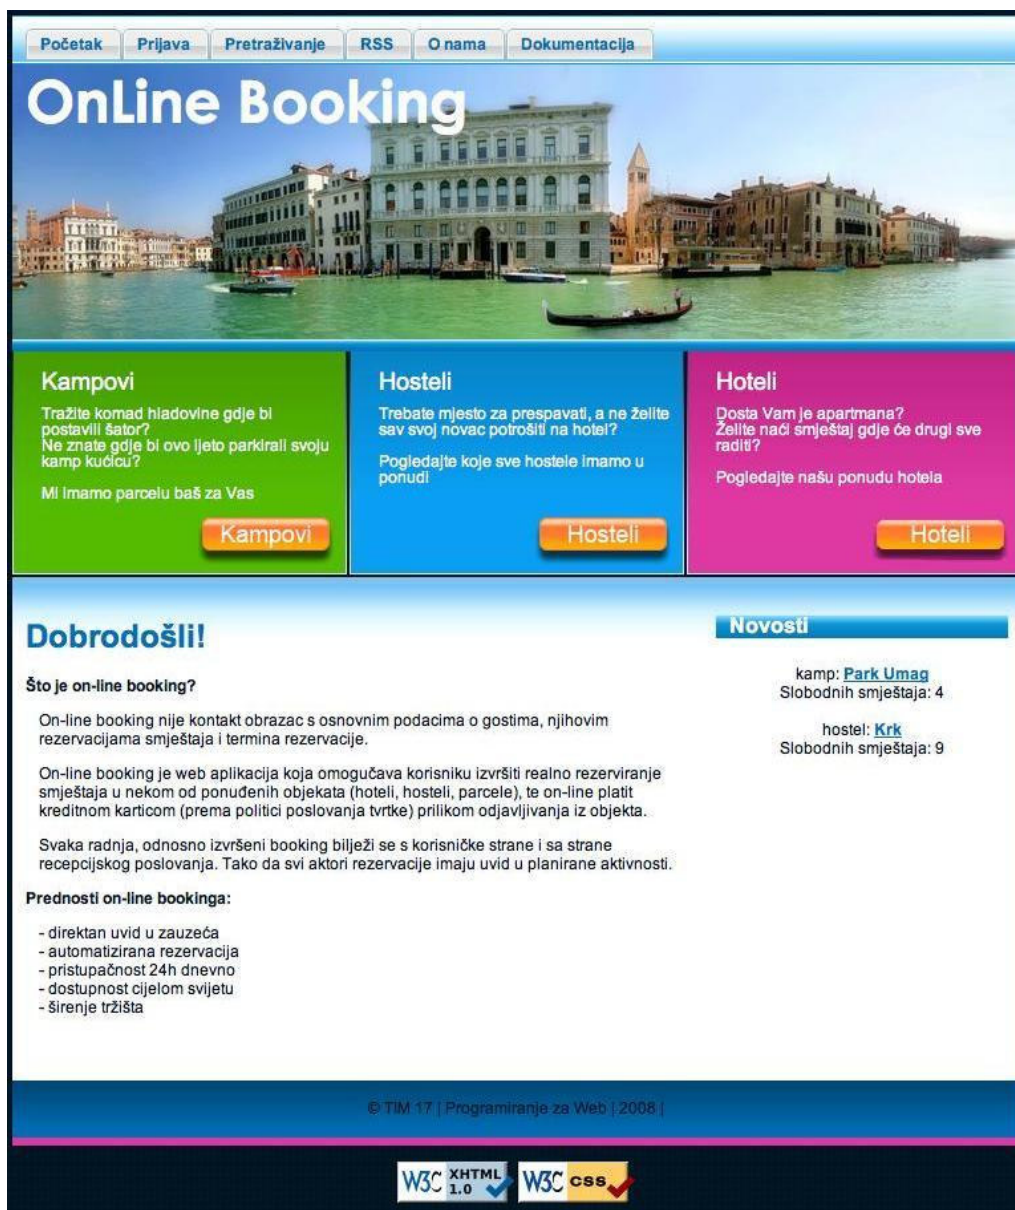 Početak Prijava Pretraživanje RSS O nama Dokumentacija
OnLine Booking
Kampovi
Tražite komad hladovine gdje bi
postavili šator?
Ne znate gdje bi ovo ljeto parkirali svoju
kamp kućicu?
Mi imamo parcelu baš za Vas
Kampovi
Hosteli
Trebate mjesto za prespavati, a ne želite
sav svoj novac potrošiti na hotel?
Pogledajte koje sve hostele imamo u
ponudi
Hosteli
Hoteli
Dosta Vam je apartmana?
Želite naći smještaj gdje će drugi sve
raditi?
Pogledajte našu ponudu hotela
Hoteli
Dobrodošli!
Što je on-line booking?
On-line booking nije kontakt obrazac s osnovnim podacima o gostima, njihovim
rezervacijama smještaja i termina rezervacije.
On-line booking je web aplikacija koja omogučava korisniku izvršiti realno rezerviranje
smještaja u nekom od ponuđenih objekata (hoteli, hosteli, parcele), te on-line platit
kreditnom karticom (prema politici poslovanja tvrtke) prilikom odjavljivanja iz objekta.
Svaka radnja, odnosno izvršeni booking bilježi se s korisničke strane i sa strane
recepcijskog poslovanja. Tako da svi aktori rezervacije imaju uvid u planirane aktivnosti.
Prednosti on-line bookinga:
- direktan uvid u zauzeća
- automatizirana rezervacija
- pristupačnost 24h dnevno
- dostupnost cijelom svijetu
- širenje tržišta
Novosti
kamp: Park Umag
Slobodnih smještaja: 4
hostel: Krk
Slobodnih smještaja: 9
© TIM 17 | Programiranje za Web | 2008 |
W3C XHTML 1.0
W3C css